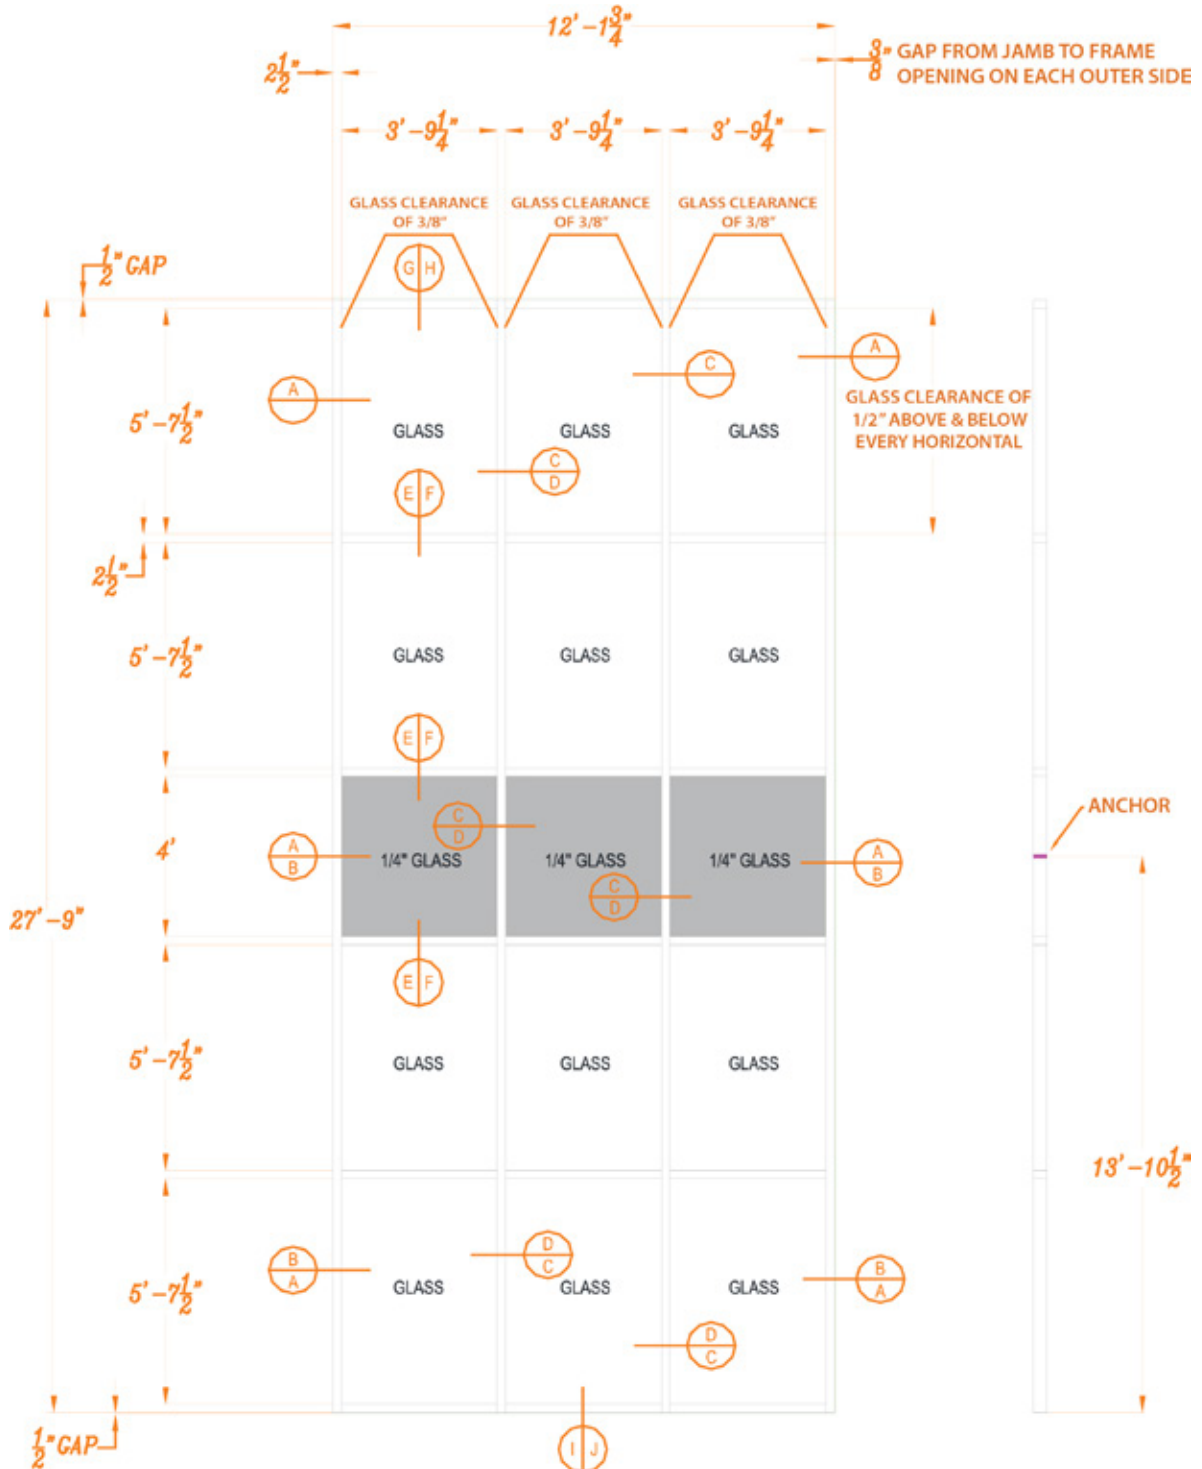 12'-1 3/4"
2 1/2"
3/8" GAP FROM JAMB TO FRAME
OPENING ON EACH OUTER SIDE
3'-9 1/4"
3'-9 1/4"
3'-9 1/4"
GLASS CLEARANCE
OF 3/8"
GLASS CLEARANCE
OF 3/8"
GLASS CLEARANCE
OF 3/8"
1/2" GAP
G H
A
C
A
GLASS CLEARANCE OF
1/2" ABOVE & BELOW
EVERY HORIZONTAL
5'-7 1/2"
GLASS
GLASS
GLASS
C
D
E F
2 1/2"
5'-7 1/2"
GLASS
GLASS
GLASS
E F
ANCHOR
C
D
4'
A
B
1/4" GLASS
1/4" GLASS
1/4" GLASS
A
B
C
D
27'-9"
E F
5'-7 1/2"
GLASS
GLASS
GLASS
13'-10 1/2"
D
C
B
A
B
A
5'-7 1/2"
GLASS
GLASS
GLASS
D
C
1/2" GAP
I J